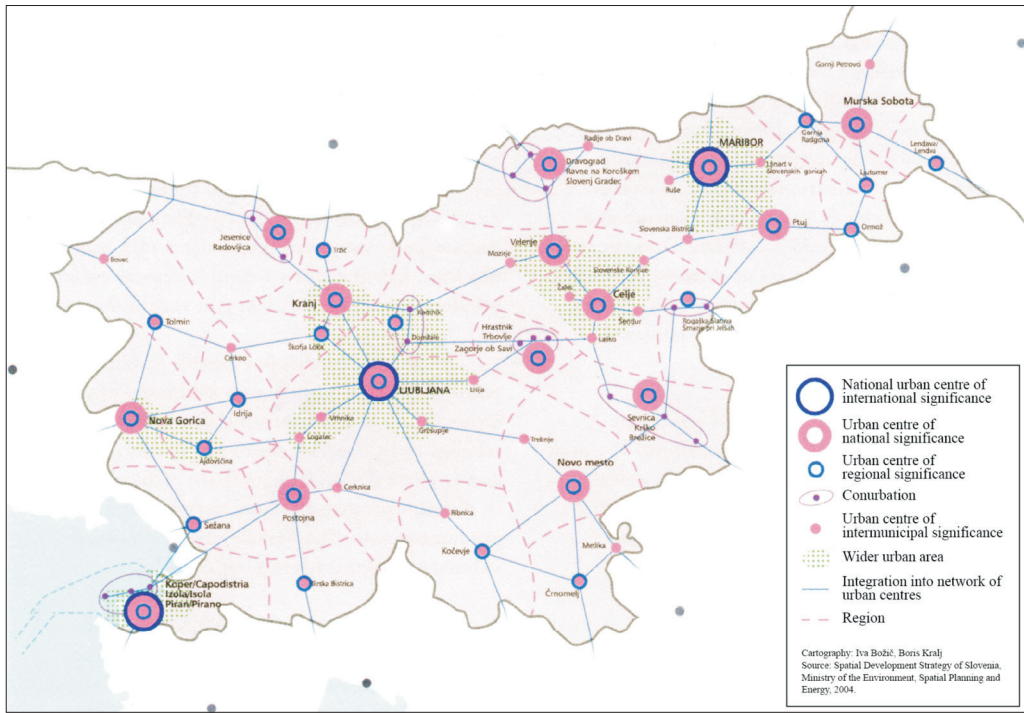 Gornji Petrovci
Murska Sobota
MARIBOR
Gornja
Radgona
Lendava/
Lendva
Radlje ob Dravi
Dravograd
Ravne na Koroškem
Slovenj Gradec
Lenart v
Slovenskih goricah
Ljutomer
Ruše
Ptuj
Ormož
Slovenska Bistrica
Jesenice
Radovljica
Tržič
Velenje
Mozirje
Bovec
Slovenske Konjice
Žalec
Celje
Kranj
Kamnik
Rogaška Slatina
Šmarje pri Jelšah
Šentjur
Tolmin
Hrastnik
Trbovlje
Zagorje ob Savi
Škofja Loka
Domžale
Laško
Cerkno
LJUBLJANA
Litija
Idrija
Nova Gorica
Vrhnika
Sevnica
Krško
Brežice
Grosuplje
Logatec
Trebnje
Ajdovščina
Novo mesto
Cerknica
Postojna
Ribnica
Sežana
Kočevje
Metlika
Ilirska Bistrica
Črnomelj
Koper/Capodistria
Izola/Isola
Piran/Pirano
National urban centre of
international significance
Urban centre of
national significance
Urban centre of
regional significance
Conurbation
Urban centre of
intermunicipal significance
Wider urban area
Integration into network of
urban centres
Region
Cartography: Iva Božič, Boris Kralj
Source: Spatial Development Strategy of Slovenia,
Ministry of the Environment, Spatial Planning and
Energy, 2004.